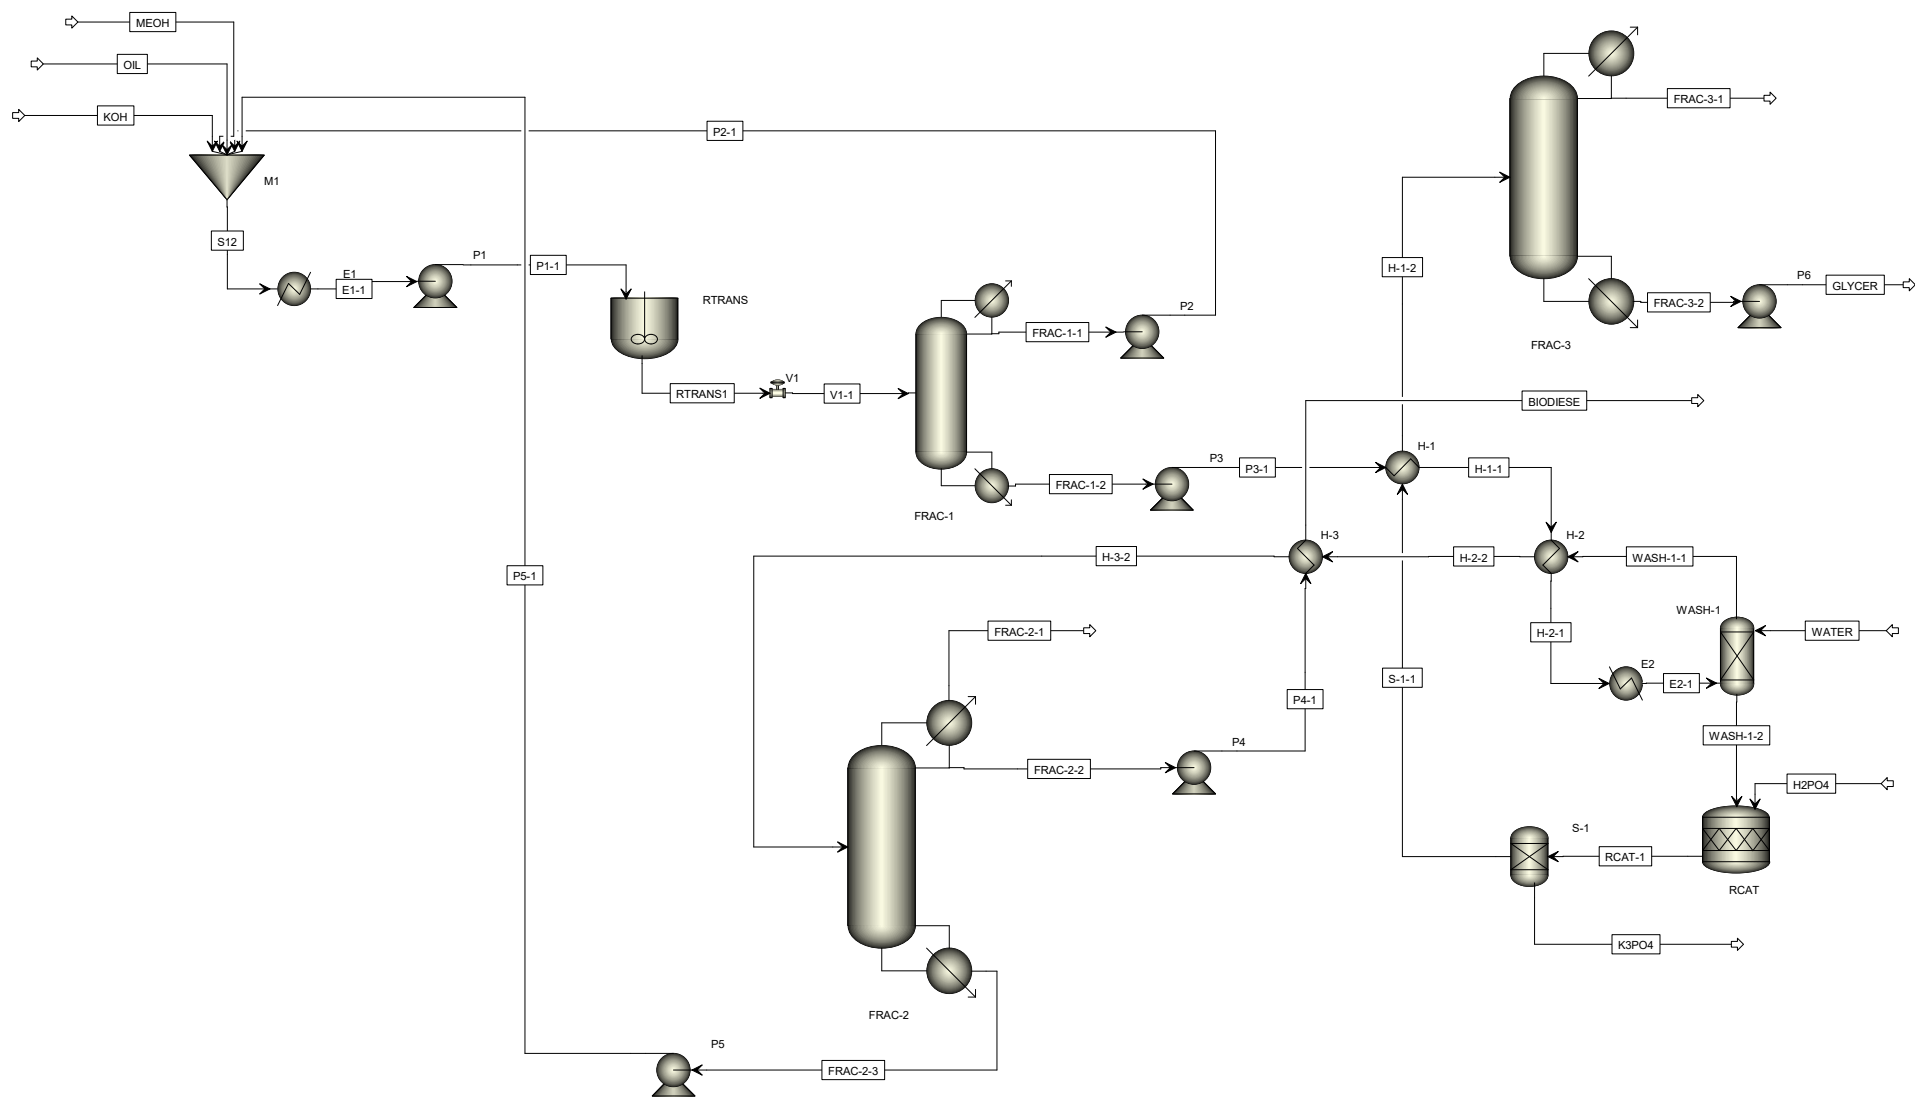 MEOH
OIL
FRAC-3-1
KOH
P2-1
M1
S12
P1
P1-1
H-1-2
E1
E1-1
P6
GLYCER
RTRANS
P2
FRAC-3-2
FRAC-1-1
FRAC-3
V1
RTRANS1
V1-1
BIODIESE
H-1
P3
P3-1
H-1-1
FRAC-1-2
FRAC-1
H-3
H-2
H-3-2
H-2-2
WASH-1-1
P5-1
WASH-1
FRAC-2-1
H-2-1
WATER
E2
S-1-1
E2-1
P4-1
WASH-1-2
P4
FRAC-2-2
H2PO4
S-1
RCAT-1
RCAT
K3PO4
FRAC-2
P5
FRAC-2-3